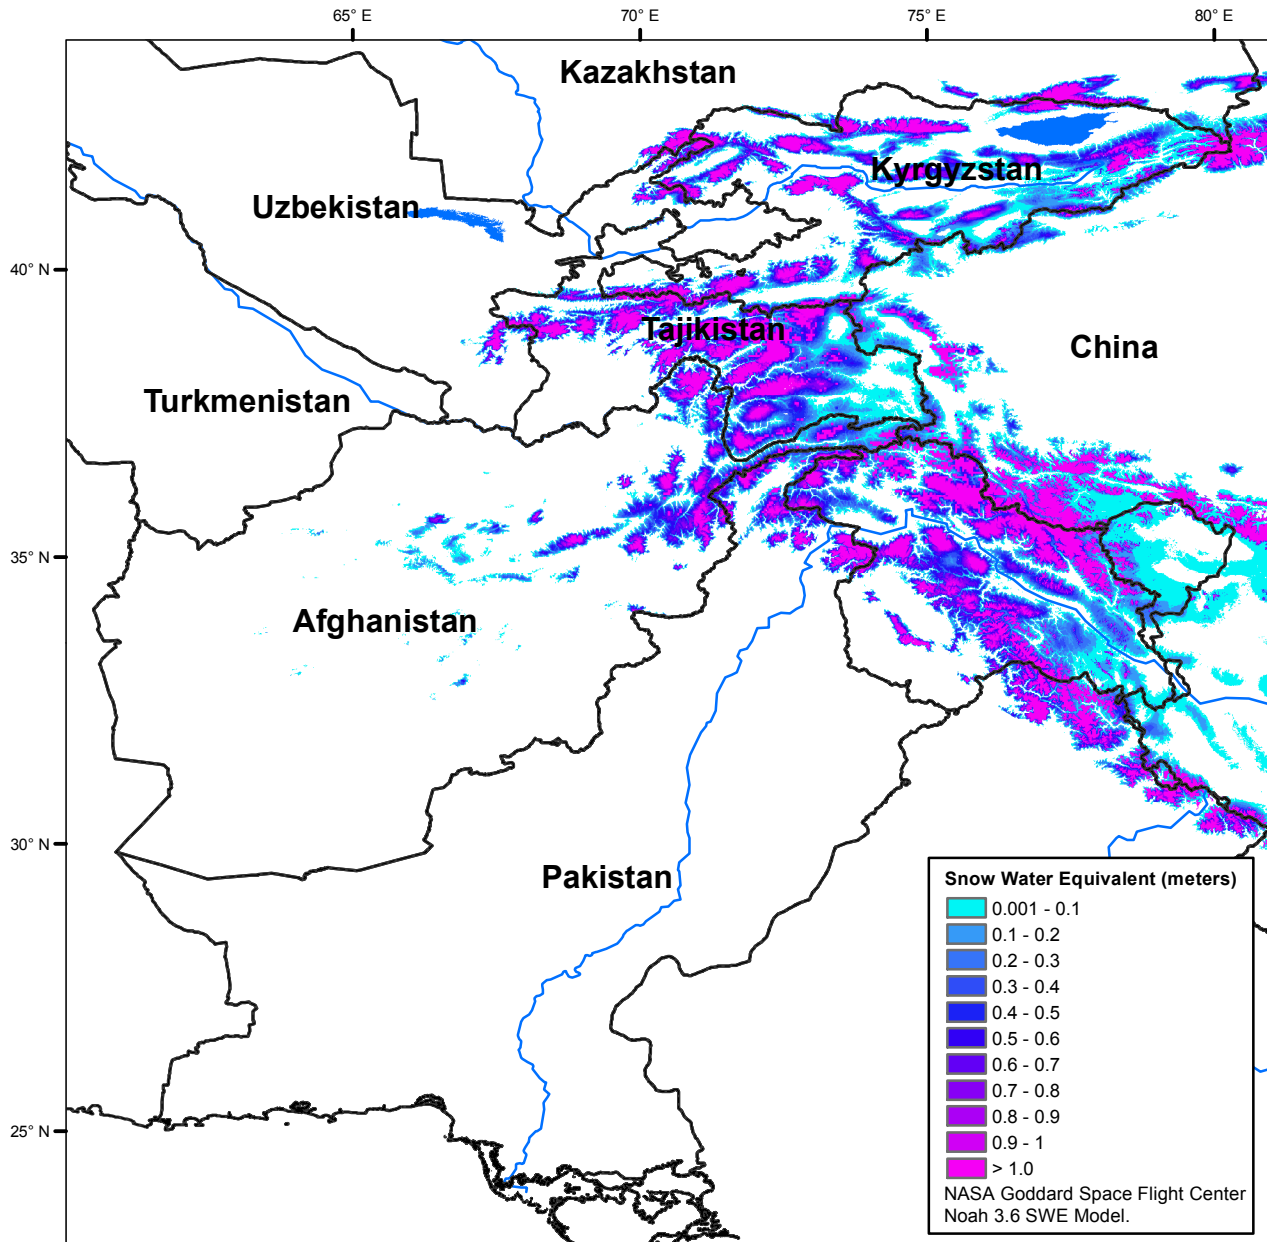 65° E
70° E
75° E
80° E
Kazakhstan
Kyrgyzstan
Uzbekistan
40° N
Tajikistan
China
Turkmenistan
35° N
Afghanistan
30° N
Pakistan
Snow Water Equivalent (meters)
0.001 - 0.1
0.1 - 0.2
0.2 - 0.3
0.3 - 0.4
0.4 - 0.5
0.5 - 0.6
0.6 - 0.7
0.7 - 0.8
0.8 - 0.9
0.9 - 1
> 1.0
NASA Goddard Space Flight Center
Noah 3.6 SWE Model.
25° N